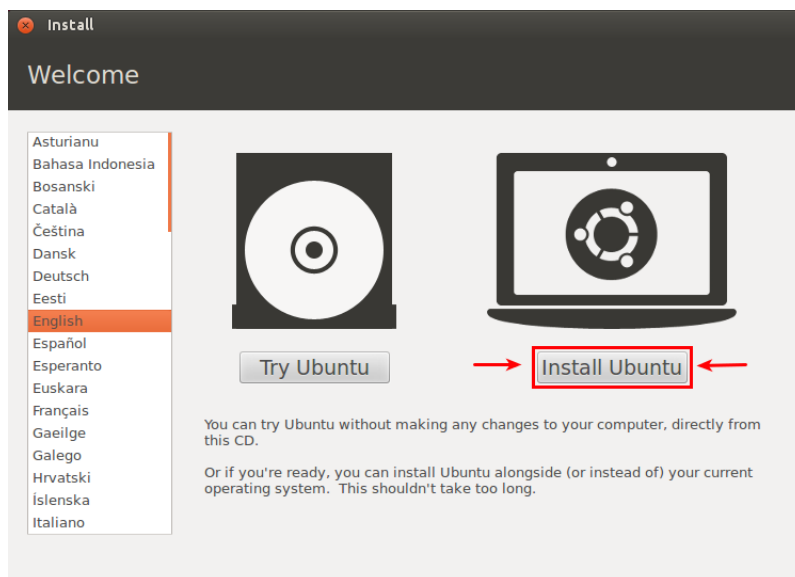 Install
Welcome
Asturianu
Bahasa Indonesia
Bosanski
Català
Čeština
Dansk
Deutsch
Eesti
English
Español
Esperanto
Euskara
Français
Gaeilge
Galego
Hrvatski
Íslenska
Italiano
Try Ubuntu
Install Ubuntu
You can try Ubuntu without making any changes to your computer, directly from
this CD.
Or if you're ready, you can install Ubuntu alongside (or instead of) your current
operating system.  This shouldn't take too long.